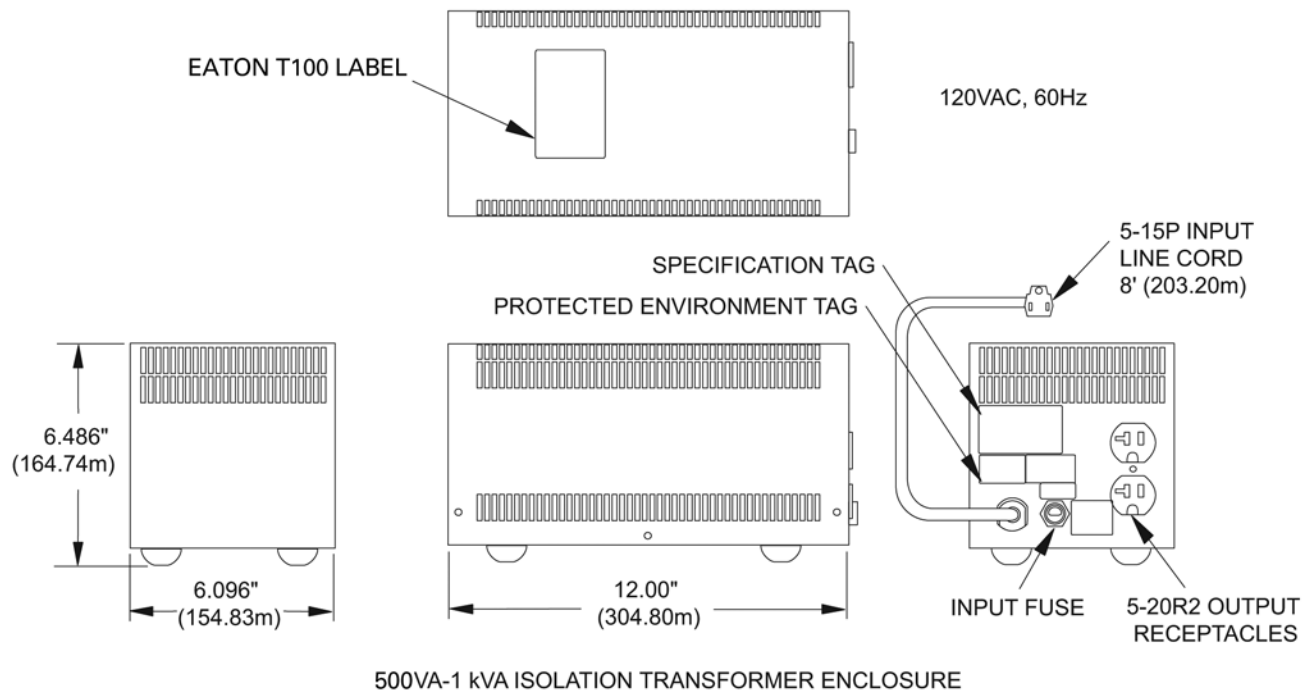 EATON T100 LABEL
120VAC, 60Hz
5-15P INPUT
LINE CORD
8' (203.20m)
SPECIFICATION TAG
PROTECTED ENVIRONMENT TAG
6.486"
(164.74m)
6.096"
(154.83m)
12.00"
(304.80m)
INPUT FUSE
5-20R2 OUTPUT
RECEPTACLES
500VA-1 kVA ISOLATION TRANSFORMER ENCLOSURE